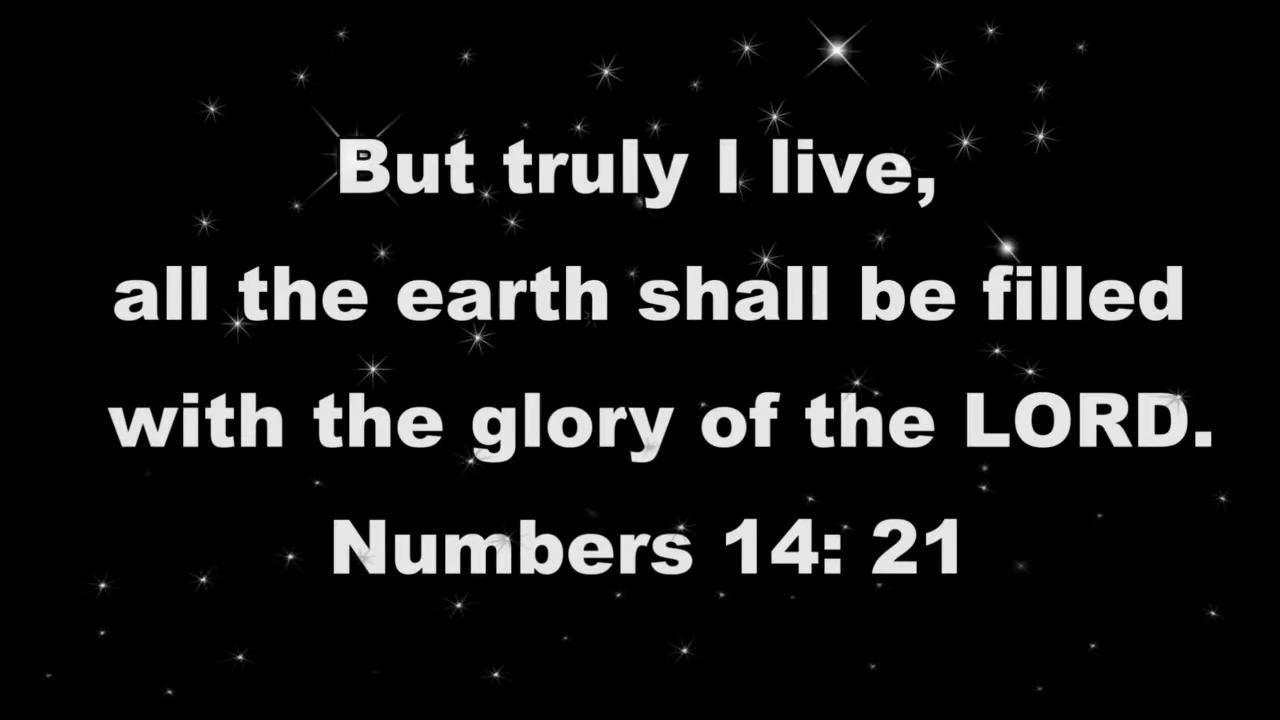 But truly I live,
all the earth shall be filled
with the glory of the LORD.
Numbers 14: 21